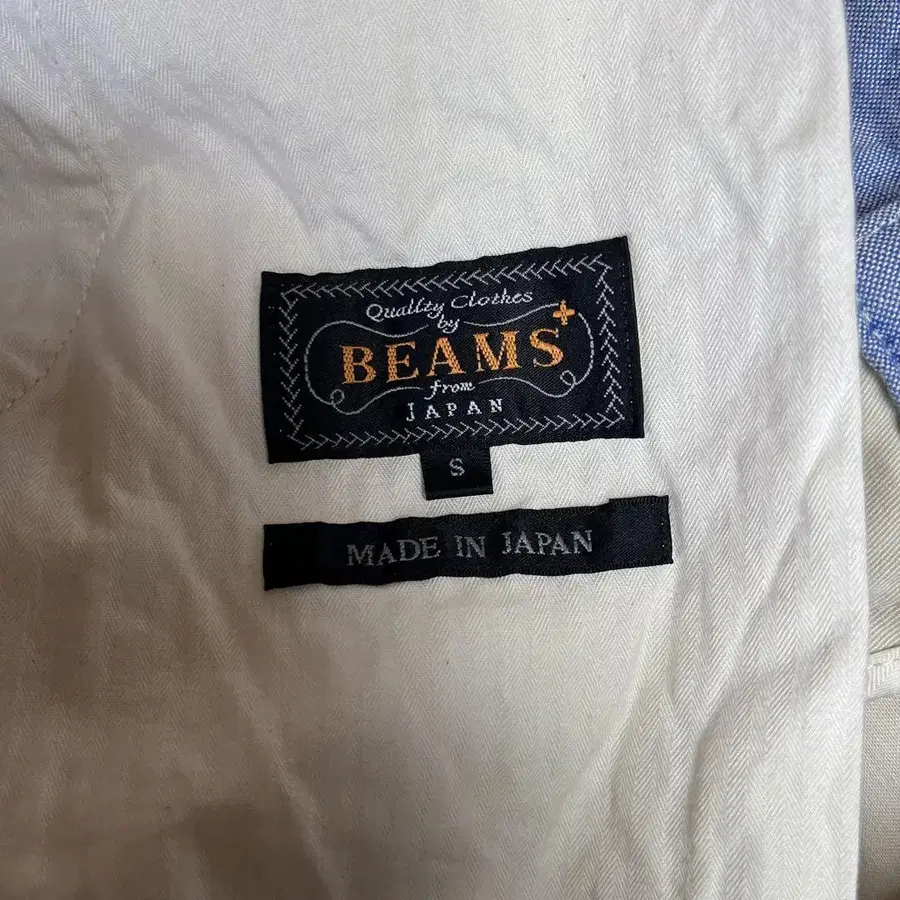 Quality Clothes
by
BEAMS+
from
JAPAN
S
MADE IN JAPAN